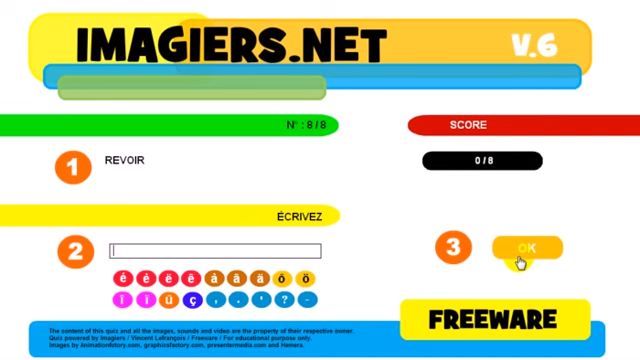 IMAGIERS.NET
V.6
N° : 8 / 8
SCORE
1
REVOIR
0 / 8
ÉCRIVEZ
2
3
OK
FREEWARE
The content of this quiz and all the images, sounds and video are the property of their respective owner.
Quiz powered by Imagiers / Vincent Lefrançois / Freeware / For educational purpose only.
Images by Animationfotory.com, graphicsfactory.com, presentermedia.com and Hemera.